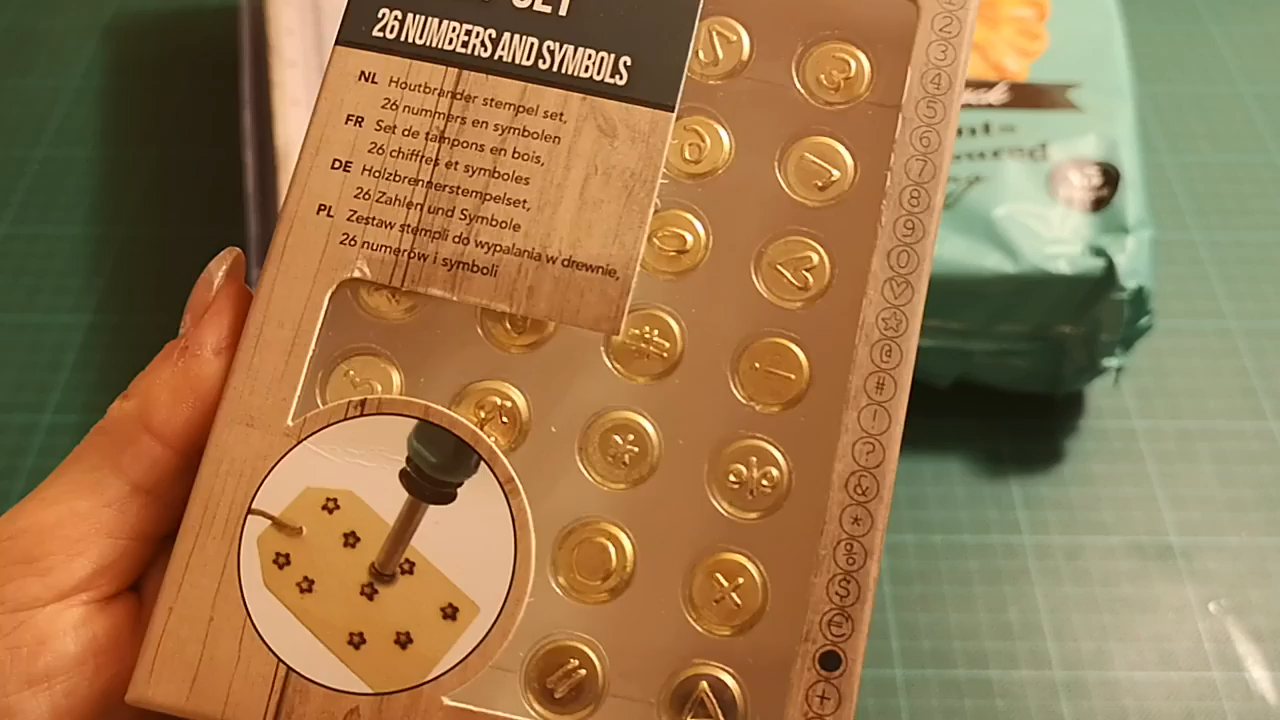 SET
26 NUMBERS AND SYMBOLS
NL Houtbrander stempel set,
26 nummers en symbolen
FR Set de tampons en bois,
26 chiffres et symboles
DE Holzbrennerstempelset,
26 Zahlen und Symbole
PL Zestaw stempli do wypalania w drewnie,
26 numerów i symboli
2
3
4
5
6
7
8
9
0
♡
☆
@
#
!
?
&
*
%
$
€
●
+